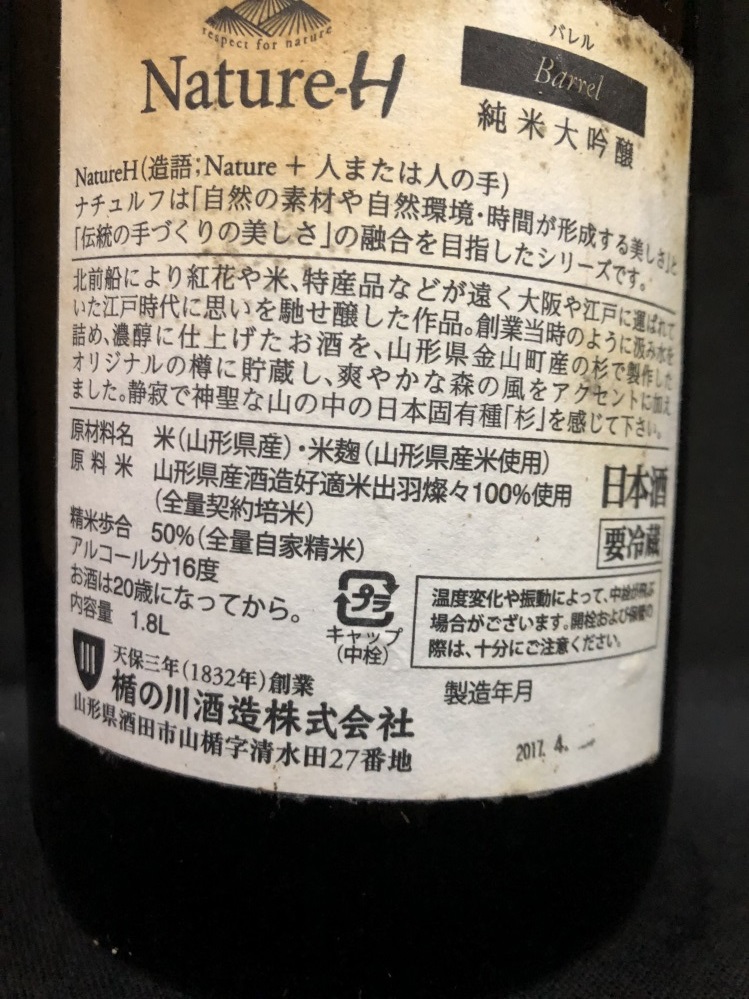 respect for nature
Nature-H
バレル
Barrel
純米大吟醸
NatureH(造語;Nature + 人または人の手)
ナチュルフは「自然の素材や自然環境・時間が形成する美しさ」と
「伝統の手づくりの美しさ」の融合を目指したシリーズです。
北前船により紅花や米、特産品などが遠く大阪や江戸に運ばれて
いた江戸時代に思いを馳せ醸した作品。創業当時のように汲み水を
詰め、濃醇に仕上げたお酒を、山形県金山町産の杉で製作した
オリジナルの樽に貯蔵し、爽やかな森の風をアクセントに加え
ました。静寂で神聖な山の中の日本固有種「杉」を感じて下さい。
原材料名 米(山形県産)・米麹(山形県産米使用)
原料米 山形県産酒造好適米出羽燦々100%使用
(全量契約培米)
精米歩合 50%(全量自家精米)
アルコール分16度
お酒は20歳になってから。
内容量 1.8L
日本酒
要冷蔵
プラ
キャップ
(中栓)
温度変化や振動によって、中栓が飛ぶ
場合がございます。開栓および保管の
際は、十分にご注意ください。
天保三年(1832年)創業
楯の川酒造株式会社
山形県酒田市山楯字清水田27番地
製造年月
2017. 4.